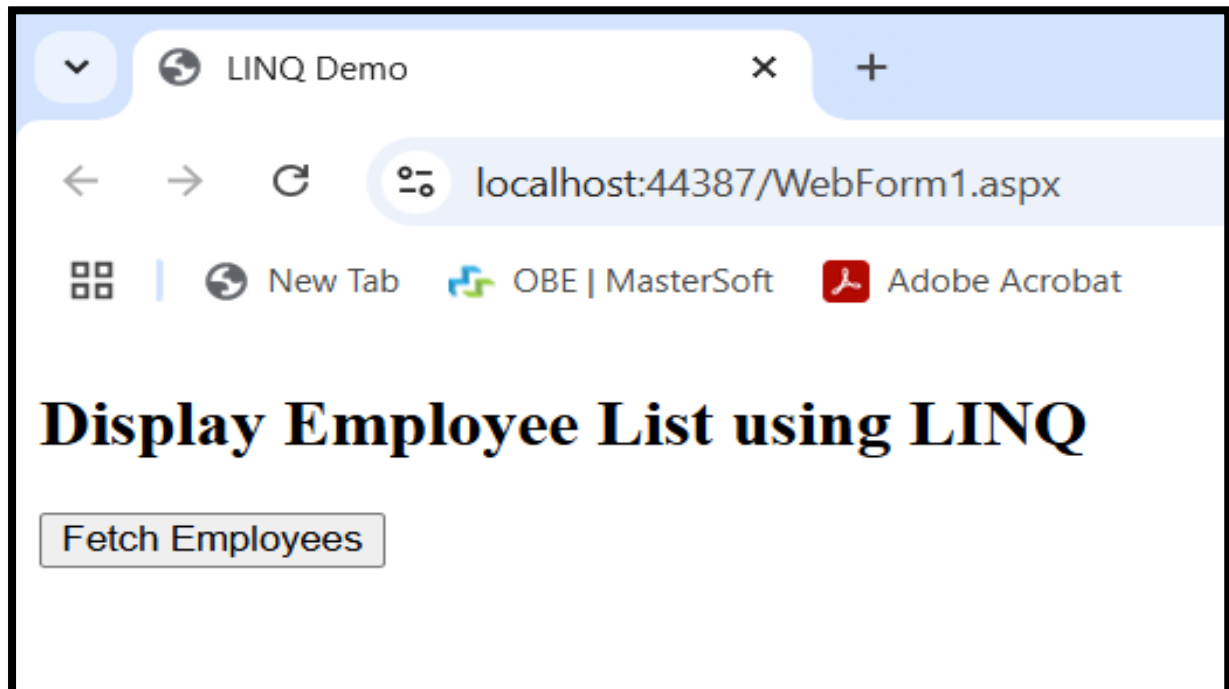 LINQ Demo
localhost:44387/WebForm1.aspx
New Tab OBE | MasterSoft Adobe Acrobat
Display Employee List using LINQ
Fetch Employees